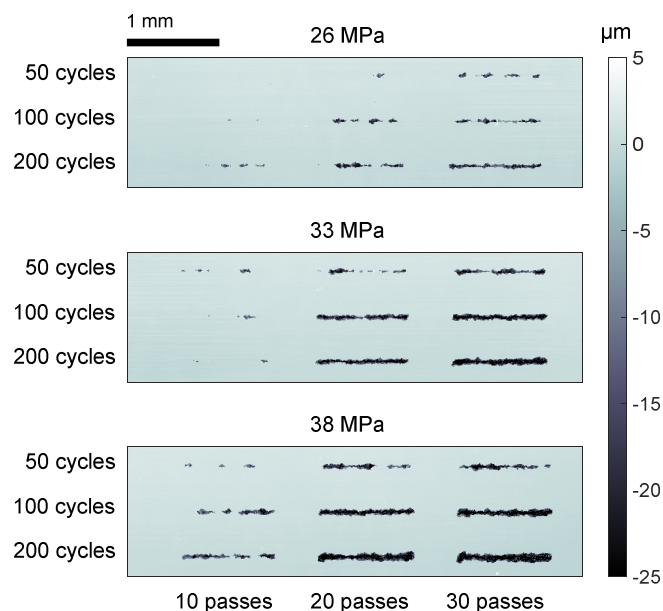 1 mm
26 MPa
µm
50 cycles
100 cycles
200 cycles
33 MPa
50 cycles
100 cycles
200 cycles
38 MPa
50 cycles
100 cycles
200 cycles
10 passes
20 passes
30 passes
5
0
-5
-10
-15
-20
-25